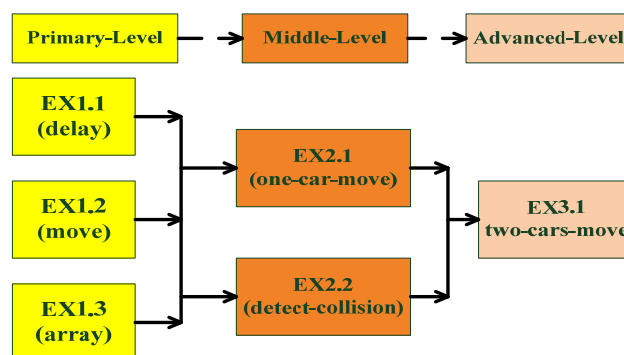 Primary-Level
Middle-Level
Advanced-Level
EX1.1
(delay)
EX1.2
(move)
EX1.3
(array)
EX2.1
(one-car-move)
EX2.2
(detect-collision)
EX3.1
two-cars-move